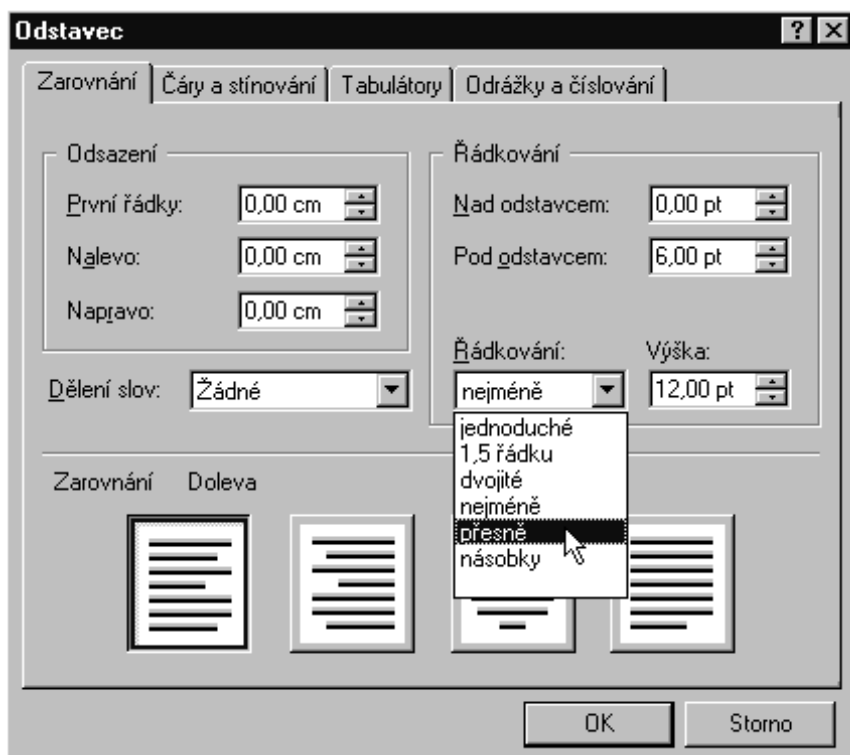 Odstavec
Zarovnání Čáry a stínování Tabulátory Odrážky a číslování
Odsazení
První řádky: 0,00 cm
Nalevo: 0,00 cm
Napravo: 0,00 cm
Řádkování
Nad odstavcem: 0,00 pt
Pod odstavcem: 6,00 pt
Řádkování: Výška:
nejméně 12,00 pt
jednoduché
1,5 řádku
dvojité
nejméně
přesně
násobky
Dělení slov: Žádné
Zarovnání Doleva
OK Storno